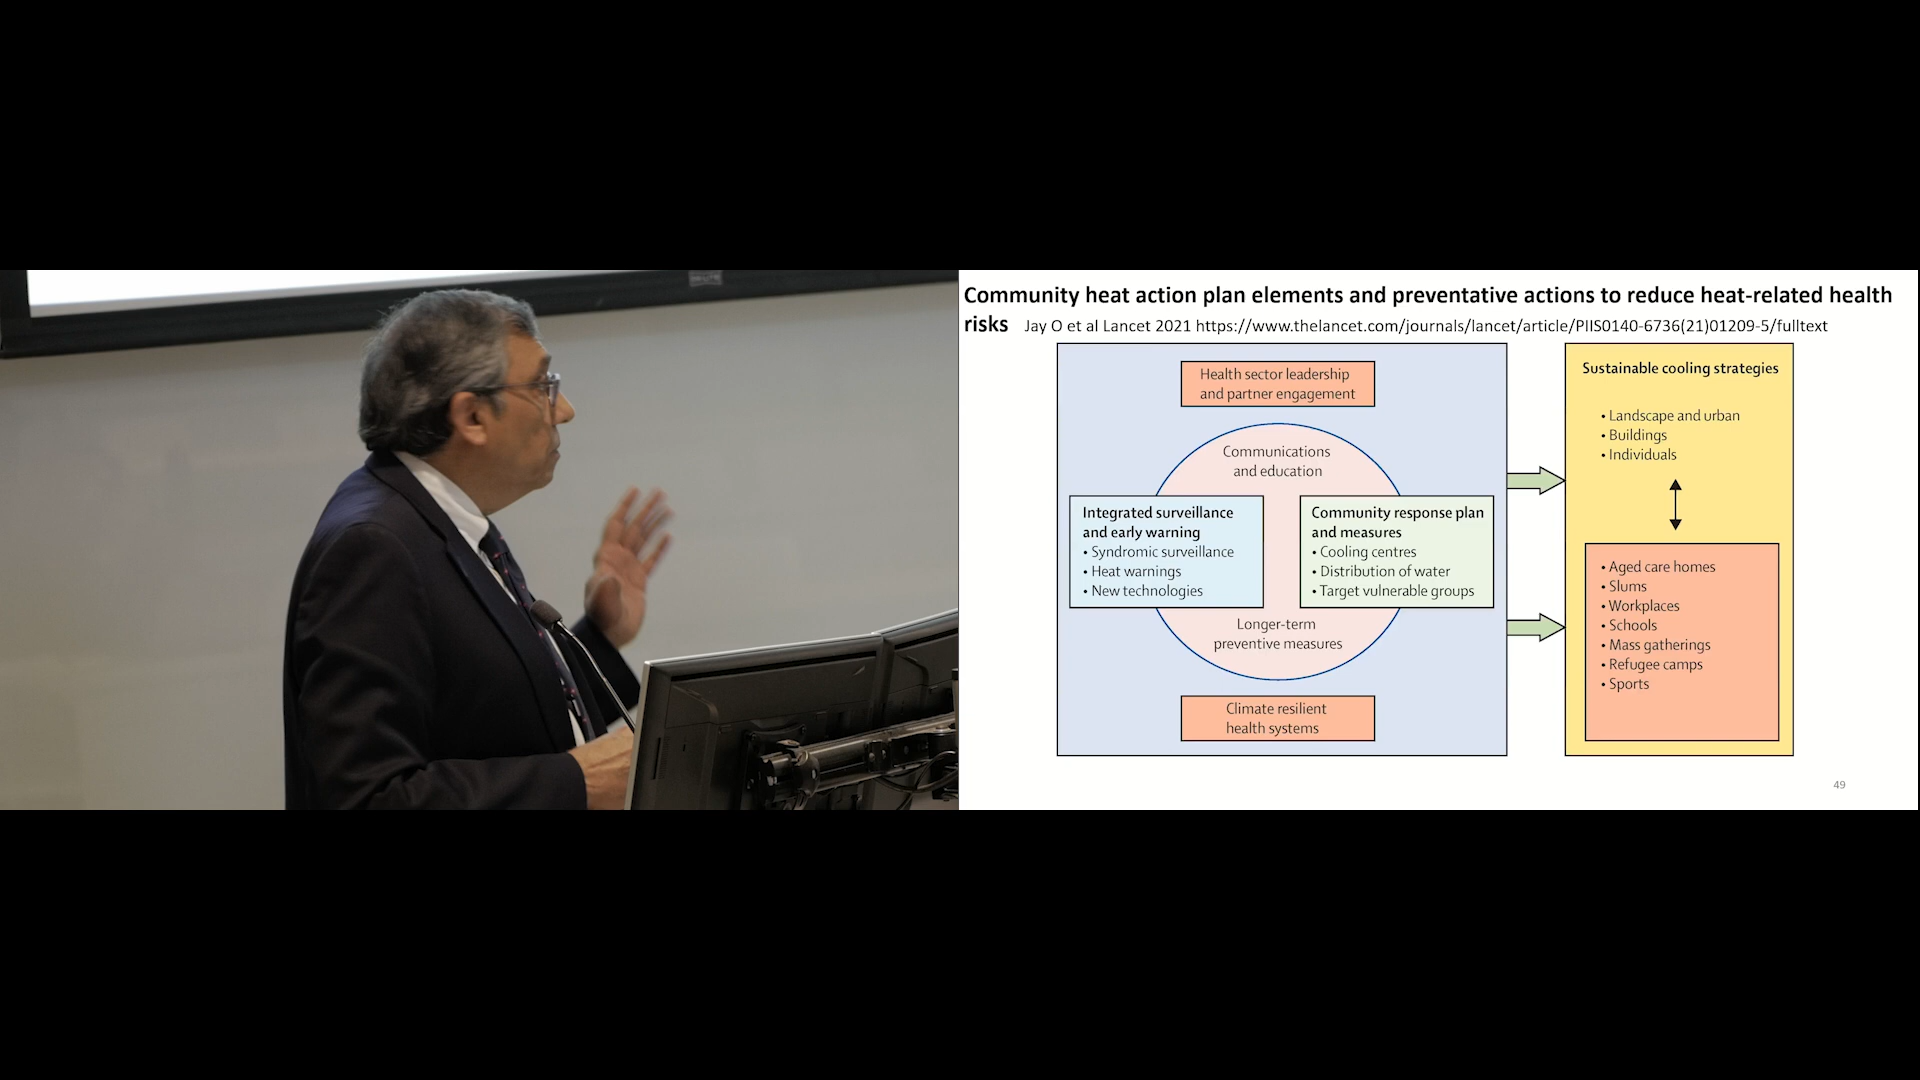 Community heat action plan elements and preventative actions to reduce heat-related health
risks Jay O et al Lancet 2021 https://www.thelancet.com/journals/lancet/article/PIIS0140-6736(21)01209-5/fulltext
Health sector leadership
and partner engagement
Communications
and education
Integrated surveillance
and early warning
• Syndromic surveillance
• Heat warnings
• New technologies
Community response plan
and measures
• Cooling centres
• Distribution of water
• Target vulnerable groups
Longer-term
preventive measures
Climate resilient
health systems
Sustainable cooling strategies
• Landscape and urban
• Buildings
• Individuals
• Aged care homes
• Slums
• Workplaces
• Schools
• Mass gatherings
• Refugee camps
• Sports
49